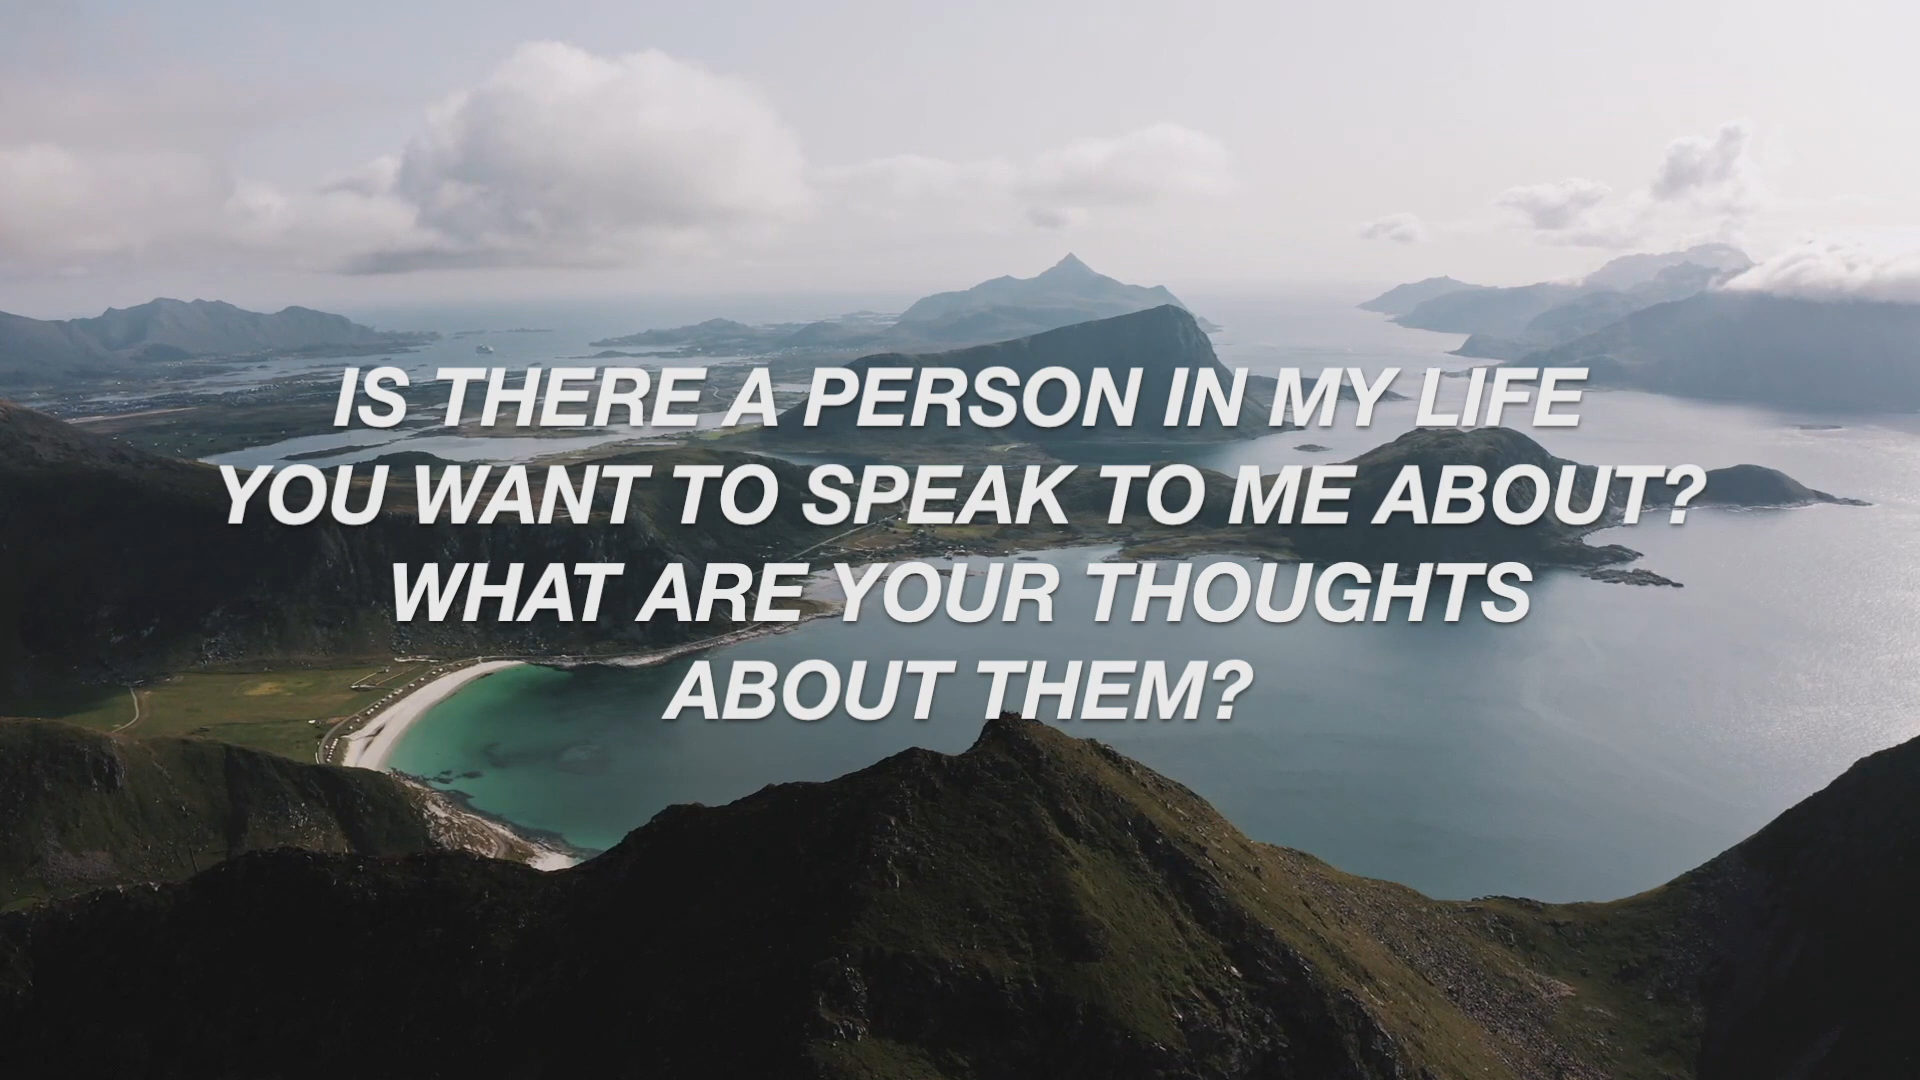 IS THERE A PERSON IN MY LIFE
YOU WANT TO SPEAK TO ME ABOUT?
WHAT ARE YOUR THOUGHTS
ABOUT THEM?